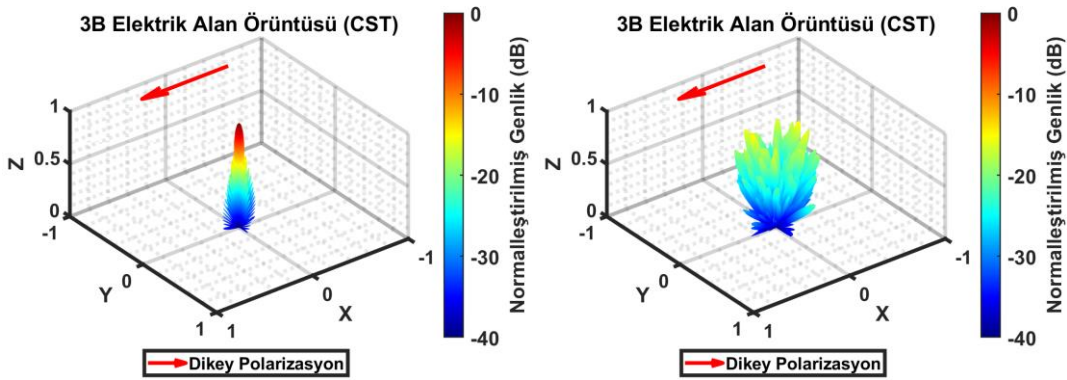 3B Elektrik Alan Örüntüsü (CST)
1
0.5
0
Z
-1
0
1
Y
1
0
-1
X
0
-10
-20
-30
-40
Normalleştirilmiş Genlik (dB)
Dikey Polarizasyon
3B Elektrik Alan Örüntüsü (CST)
1
0.5
0
Z
-1
0
1
Y
1
0
-1
X
0
-10
-20
-30
-40
Normalleştirilmiş Genlik (dB)
Dikey Polarizasyon